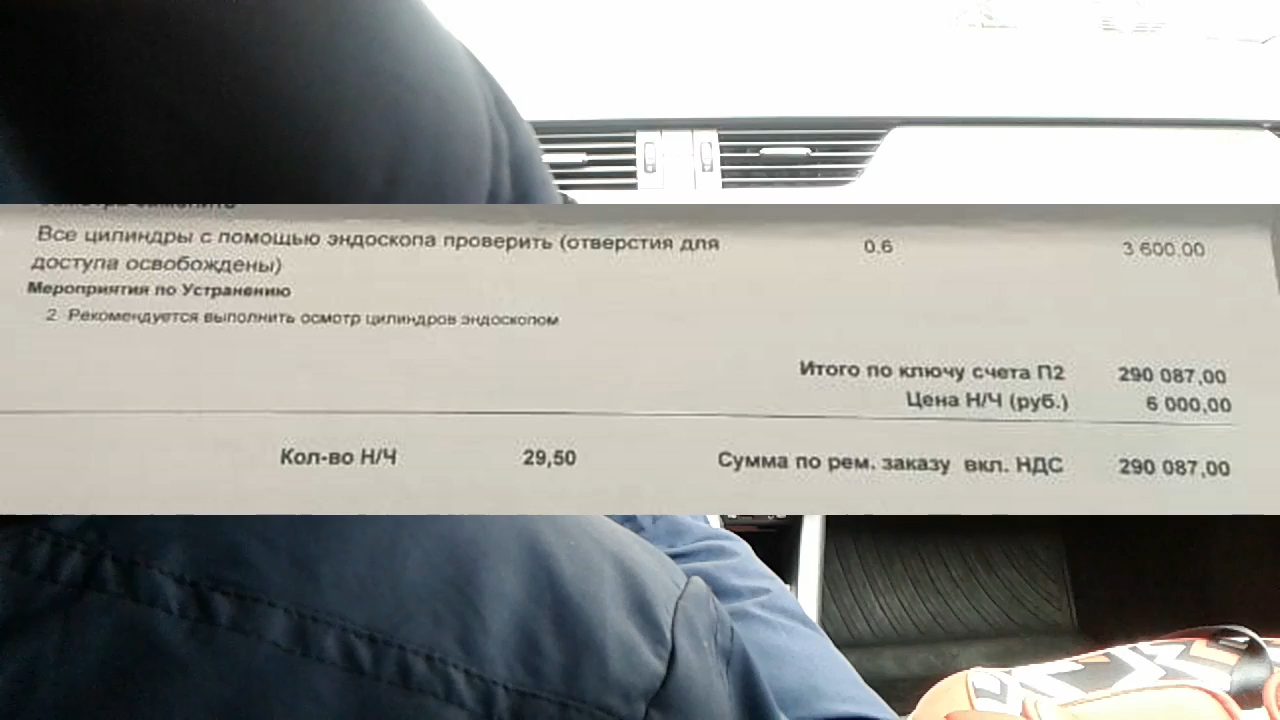 Все цилиндры с помощью эндоскопа проверить (отверстия для 0.6 3 600.00
доступа освобождены)
Мероприятия по Устранению
2 Рекомендуется выполнить осмотр цилиндров эндоскопом
Итого по ключу счета П2 290 087,00
Цена Н/Ч (руб.) 6 000,00
Кол-во Н/Ч 29,50 Сумма по рем. заказу вкл. НДС 290 087,00